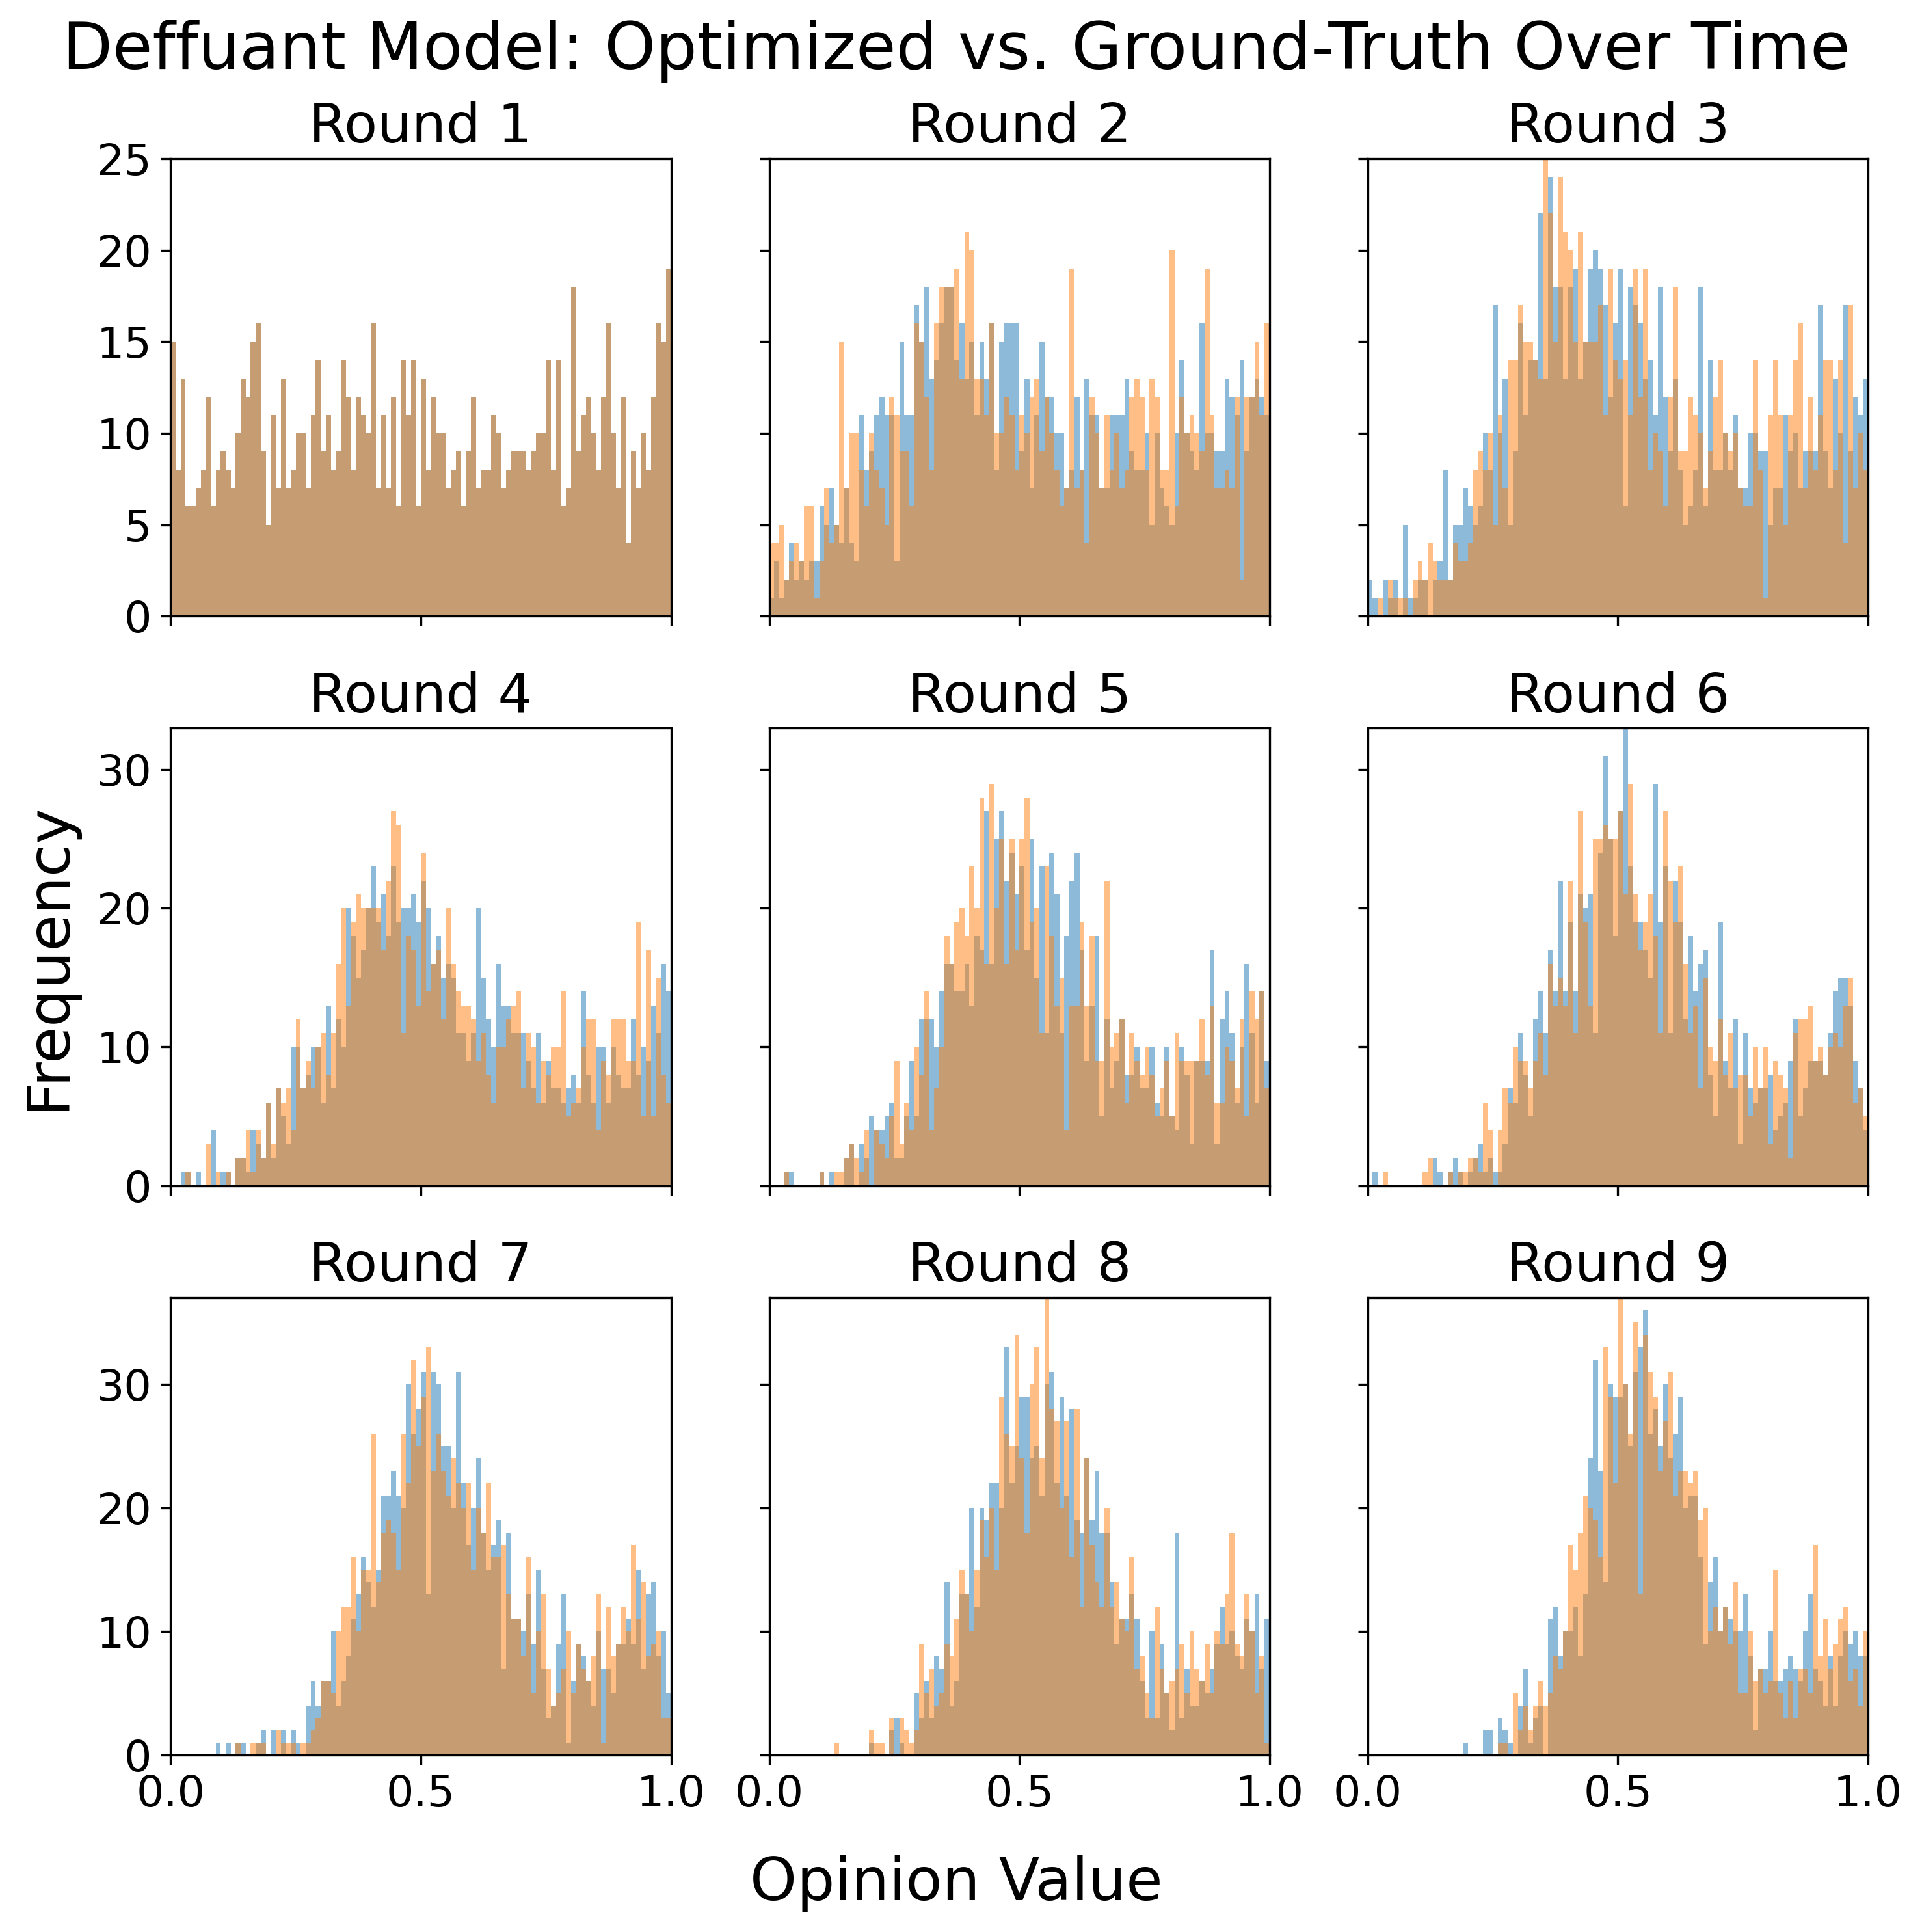 Deffuant Model: Optimized vs. Ground-Truth Over Time
Round 1
Round 2
Round 3
25
20
15
10
5
0
Round 4
Round 5
Round 6
30
20
10
0
Frequency
Round 7
Round 8
Round 9
30
20
10
0
0.0 0.5 1.0 0.0 0.5 1.0 0.0 0.5 1.0
Opinion Value